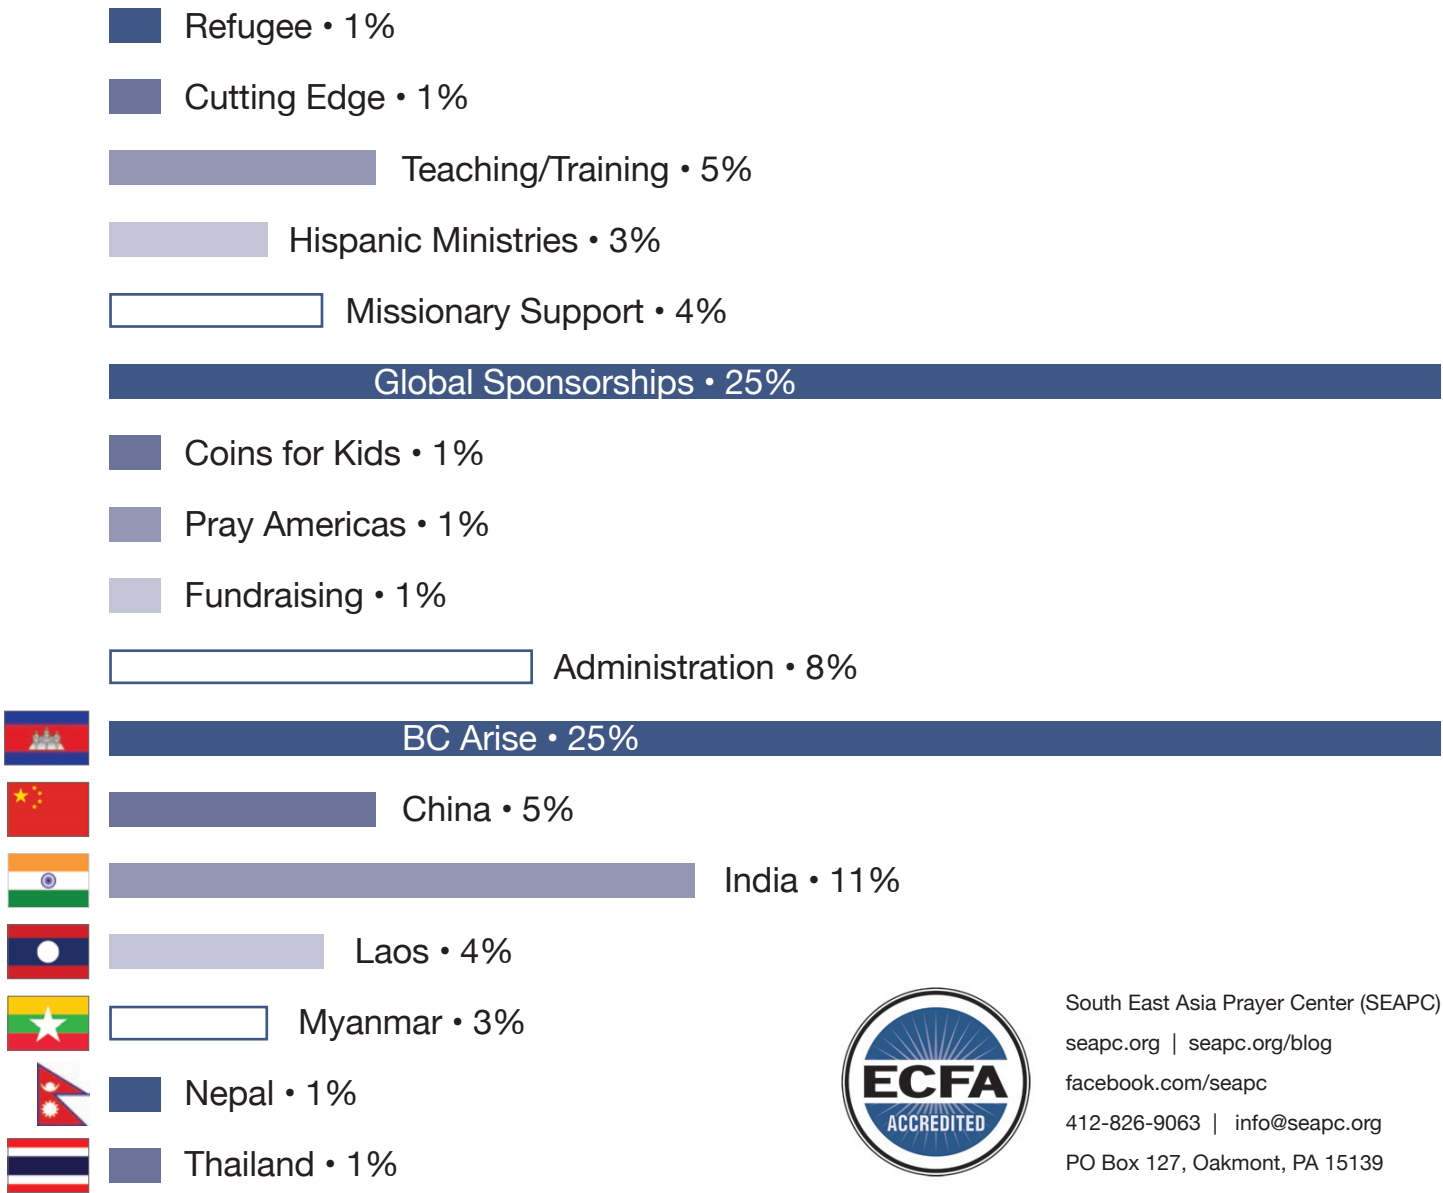 Refugee • 1%
Cutting Edge • 1%
Teaching/Training • 5%
Hispanic Ministries • 3%
Missionary Support • 4%
Global Sponsorships • 25%
Coins for Kids • 1%
Pray Americas • 1%
Fundraising • 1%
Administration • 8%
BC Arise • 25%
China • 5%
India • 11%
Laos • 4%
Myanmar • 3%
Nepal • 1%
Thailand • 1%
ECFA
ACCREDITED
South East Asia Prayer Center (SEAPC)
seapc.org | seapc.org/blog
facebook.com/seapc
412-826-9063 | info@seapc.org
PO Box 127, Oakmont, PA 15139